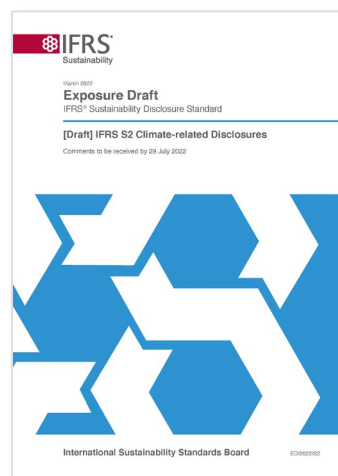 IFRS®
Sustainability
March 2022
Exposure Draft
IFRS® Sustainability Disclosure Standard
[Draft] IFRS S2 Climate-related Disclosures
Comments to be received by 29 July 2022
International Sustainability Standards Board
ED/2022/S2